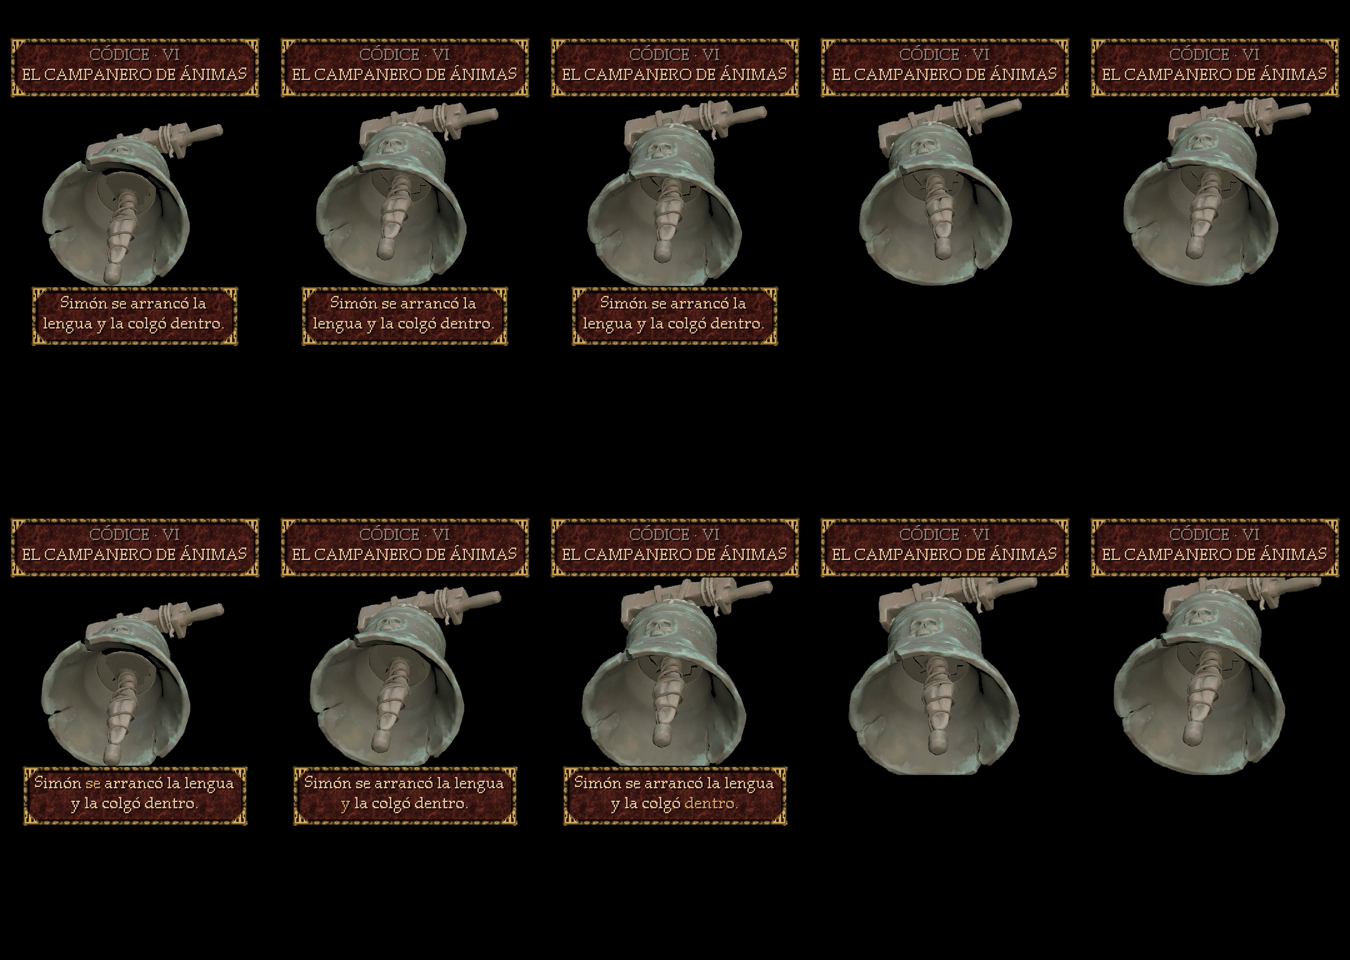 CÓDICE · VI
EL CAMPANERO DE ÁNIMAS
CÓDICE · VI
EL CAMPANERO DE ÁNIMAS
CÓDICE · VI
EL CAMPANERO DE ÁNIMAS
CÓDICE · VI
EL CAMPANERO DE ÁNIMAS
CÓDICE · VI
EL CAMPANERO DE ÁNIMAS
Simón se arrancó la
lengua y la colgó dentro.
Simón se arrancó la
lengua y la colgó dentro.
Simón se arrancó la
lengua y la colgó dentro.
CÓDICE · VI
EL CAMPANERO DE ÁNIMAS
CÓDICE · VI
EL CAMPANERO DE ÁNIMAS
CÓDICE · VI
EL CAMPANERO DE ÁNIMAS
CÓDICE · VI
EL CAMPANERO DE ÁNIMAS
CÓDICE · VI
EL CAMPANERO DE ÁNIMAS
Simón se arrancó la lengua
y la colgó dentro.
Simón se arrancó la lengua
y la colgó dentro.
Simón se arrancó la lengua
y la colgó dentro.